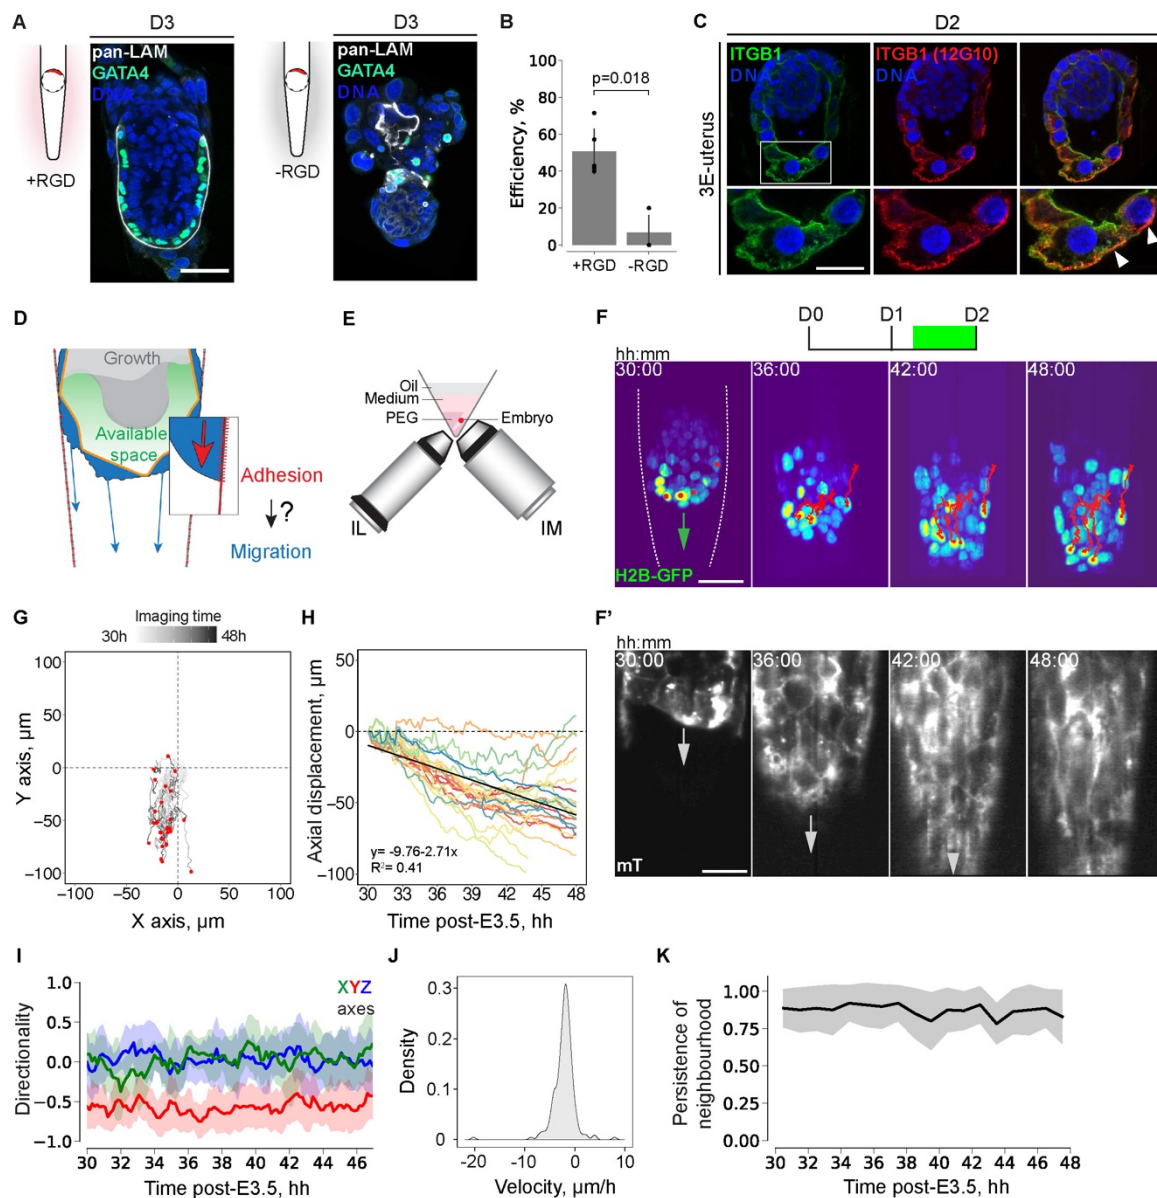 A
D3
D3
pan-LAM
GATA4
DNA
+RGD
pan-LAM
GATA4
DNA
-RGD
B
Efficiency, %
100
80
60
40
20
0
p=0.018
+RGD -RGD
C
D2
3E-uterus
ITGB1
DNA
ITGB1 (12G10)
DNA
D
Growth
Available
space
Adhesion
?
Migration
E
Oil
Medium
PEG
Embryo
IL
IM
F
D0 D1 D2
hh:mm
30:00 36:00 42:00 48:00
H2B-GFP
F'
hh:mm
30:00 36:00 42:00 48:00
mT
G
Imaging time
30h 48h
Y axis, µm
100
50
0
-50
-100
-100 -50 0 50 100
X axis, µm
H
Axial displacement, µm
50
0
-50
-100
y= -9.76-2.71x
R²= 0.41
30 33 36 39 42 44 48
Time post-E3.5, hh
I
Directionality
1.0
0.5
0.0
-0.5
-1.0
XYZ
axes
30 32 34 36 38 40 42 44 46
Time post-E3.5, hh
J
Density
0.3
0.2
0.1
0
-20 -10 0 10
Velocity, µm/h
K
Persistence of
neighbourhood
1.00
0.75
0.50
0.25
0.00
30 32 34 36 38 40 42 44 46 48
Time post-E3.5, hh